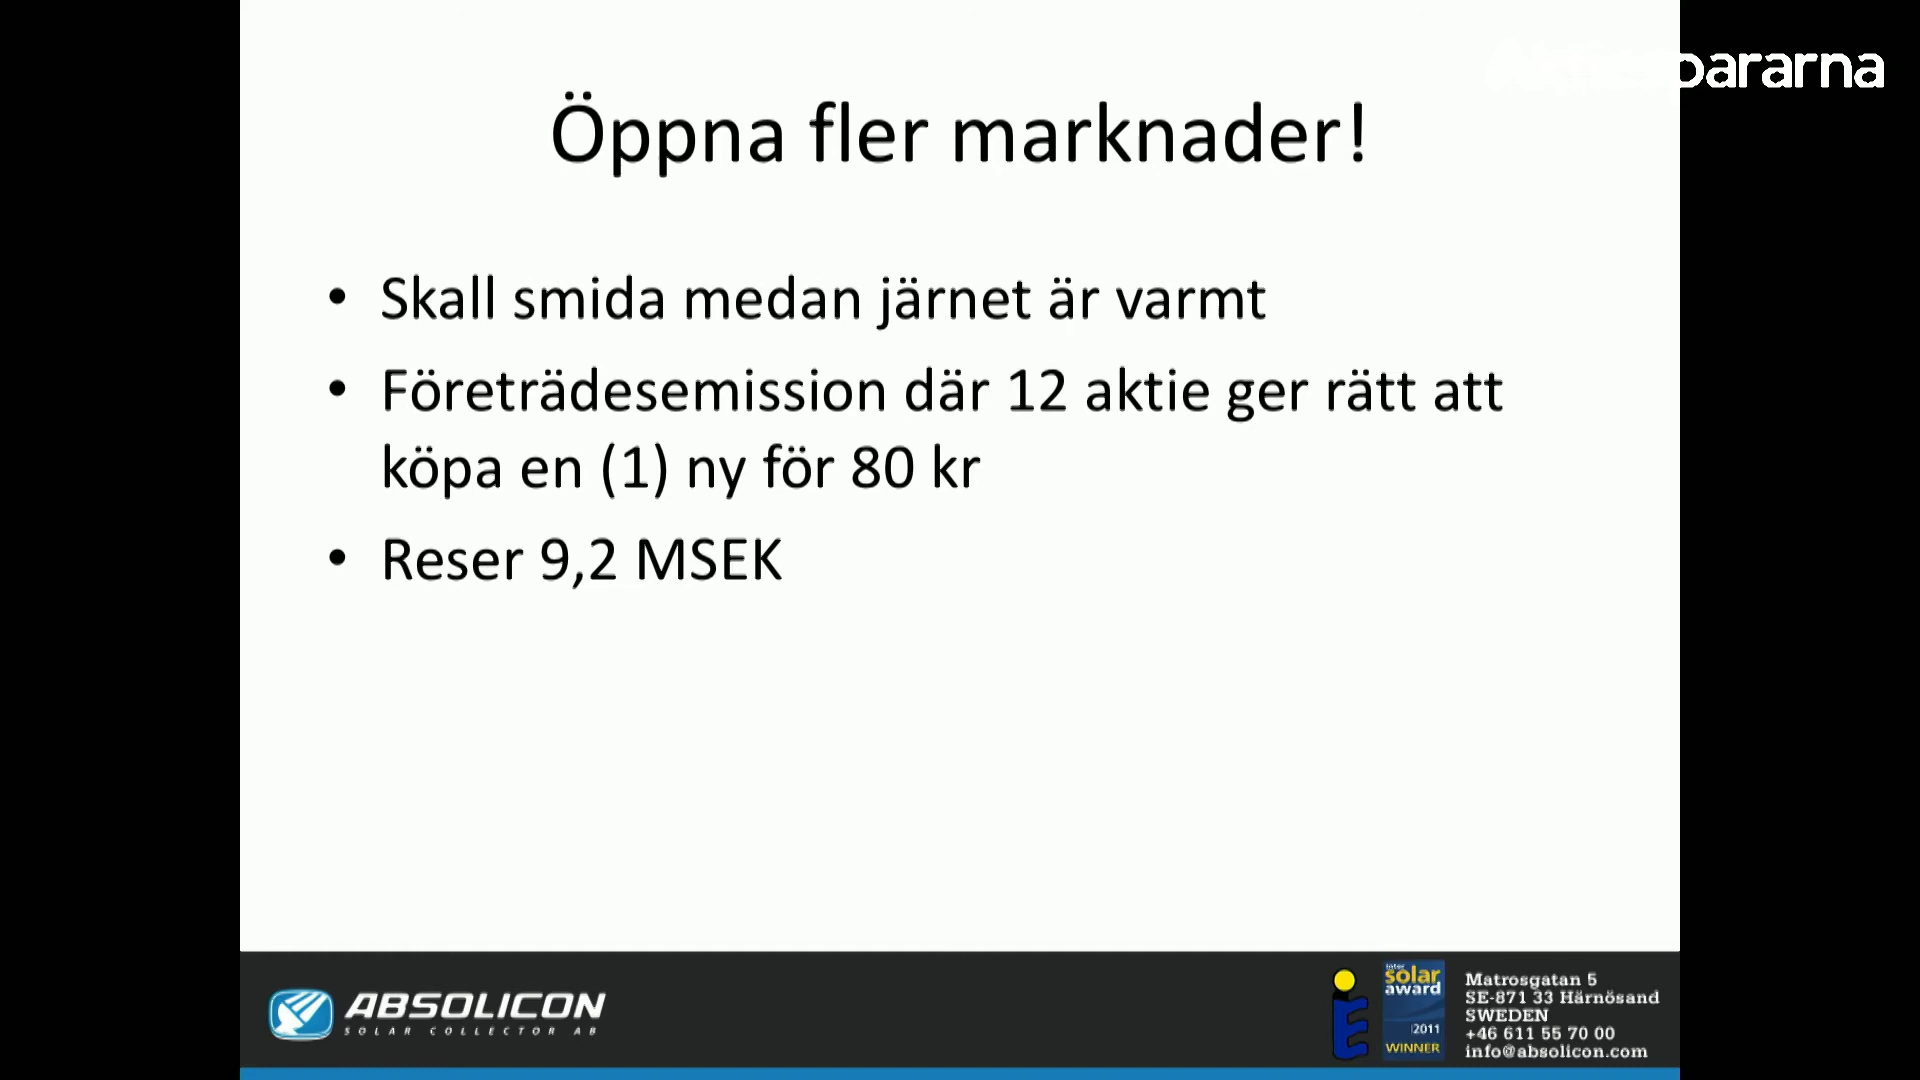 pararna
Öppna fler marknader!
• Skall smida medan järnet är varmt
• Företrädesemission där 12 aktie ger rätt att
köpa en (1) ny för 80 kr
• Reser 9,2 MSEK
ABSOLICON
SOLAR COLLECTOR AB
inter
solar
award
2011
WINNER
Matrosgatan 5
SE-871 33 Härnösand
SWEDEN
+46 611 55 70 00
info@absolicon.com